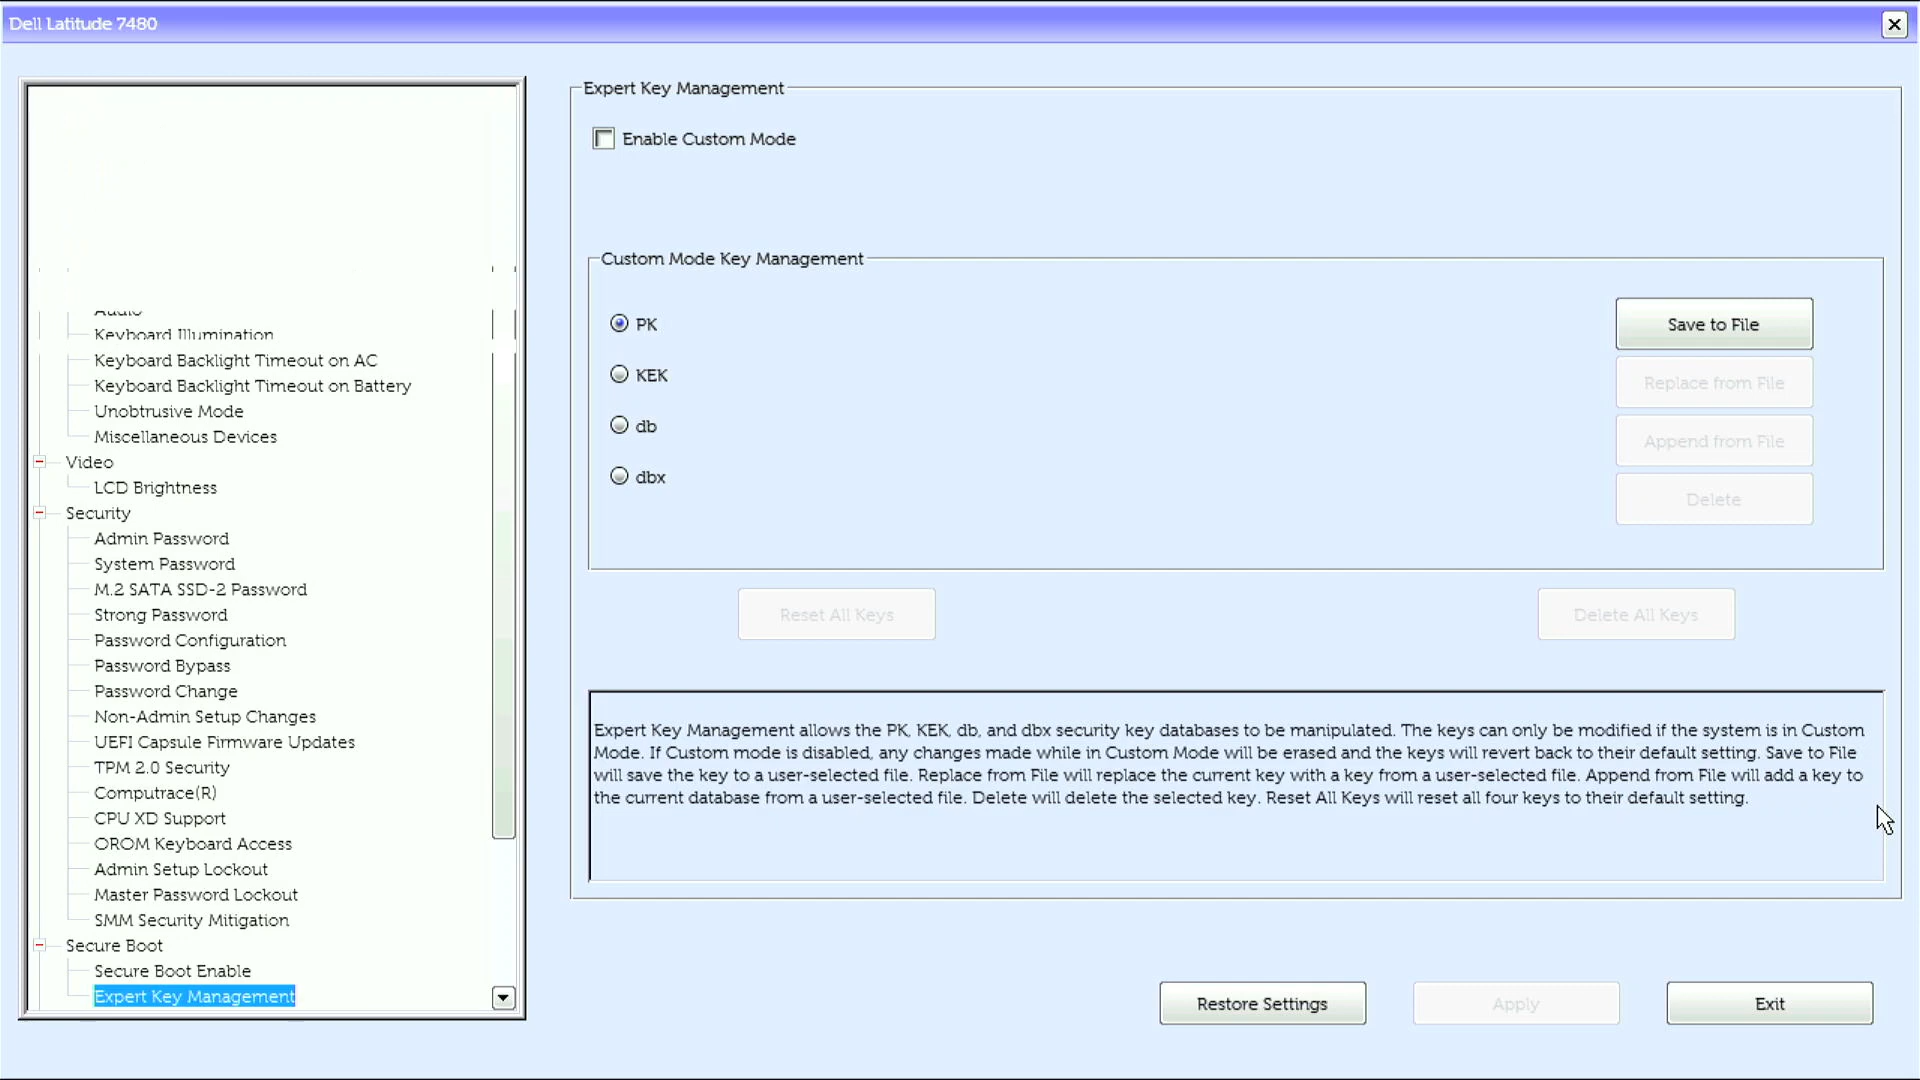 Dell Latitude 7480
Keyboard Illumination
Keyboard Backlight Timeout on AC
Keyboard Backlight Timeout on Battery
Unobtrusive Mode
Miscellaneous Devices
Video
LCD Brightness
Security
Admin Password
System Password
M.2 SATA SSD-2 Password
Strong Password
Password Configuration
Password Bypass
Password Change
Non-Admin Setup Changes
UEFI Capsule Firmware Updates
TPM 2.0 Security
Computrace(R)
CPU XD Support
OROM Keyboard Access
Admin Setup Lockout
Master Password Lockout
SMM Security Mitigation
Secure Boot
Secure Boot Enable
Expert Key Management
Expert Key Management
Enable Custom Mode
Custom Mode Key Management
PK
KEK
db
dbx
Save to File
Replace from File
Append from File
Delete
Reset All Keys
Delete All Keys
Expert Key Management allows the PK, KEK, db, and dbx security key databases to be manipulated. The keys can only be modified if the system is in Custom
Mode. If Custom mode is disabled, any changes made while in Custom Mode will be erased and the keys will revert back to their default setting. Save to File
will save the key to a user-selected file. Replace from File will replace the current key with a key from a user-selected file. Append from File will add a key to
the current database from a user-selected file. Delete will delete the selected key. Reset All Keys will reset all four keys to their default setting.
Restore Settings
Apply
Exit